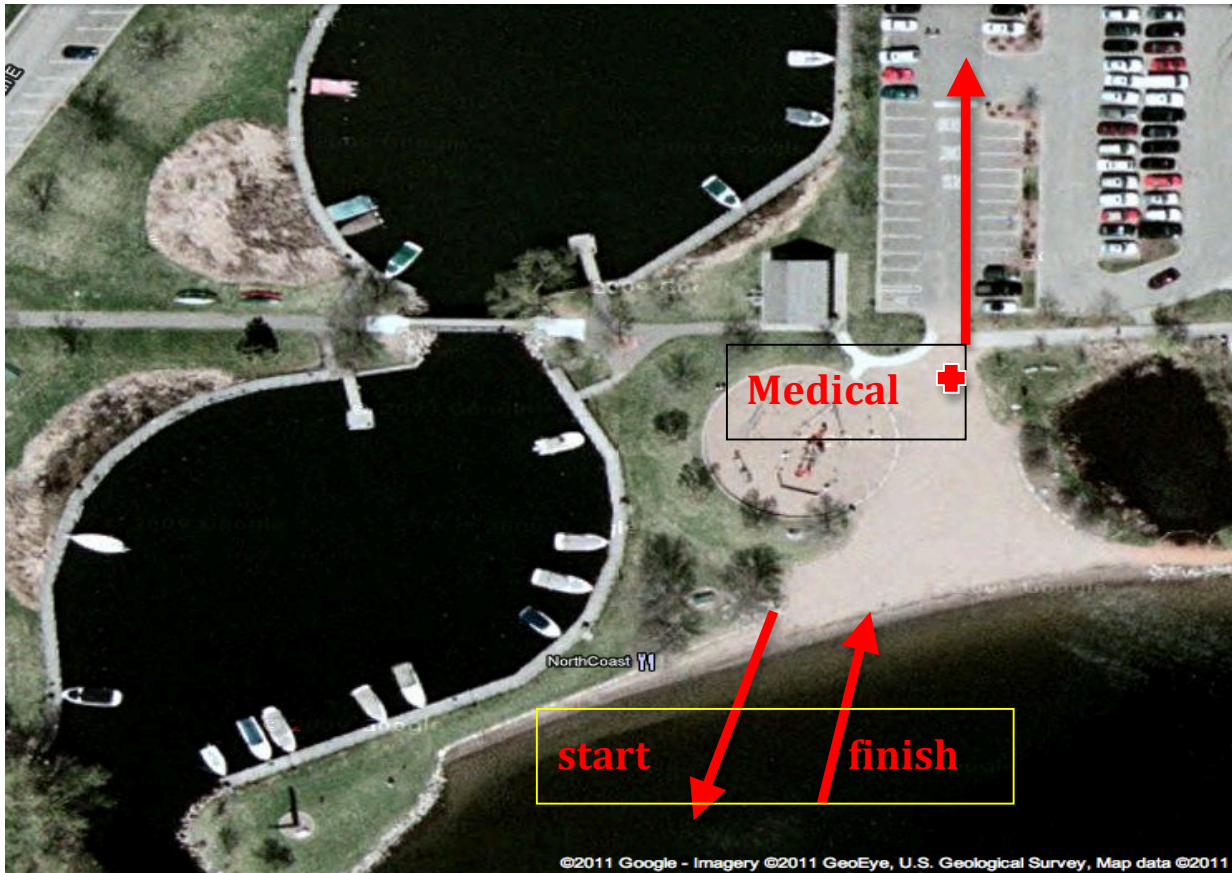 Medical
NorthCoast
start
finish
©2011 Google - Imagery ©2011 GeoEye, U.S. Geological Survey, Map data ©2011